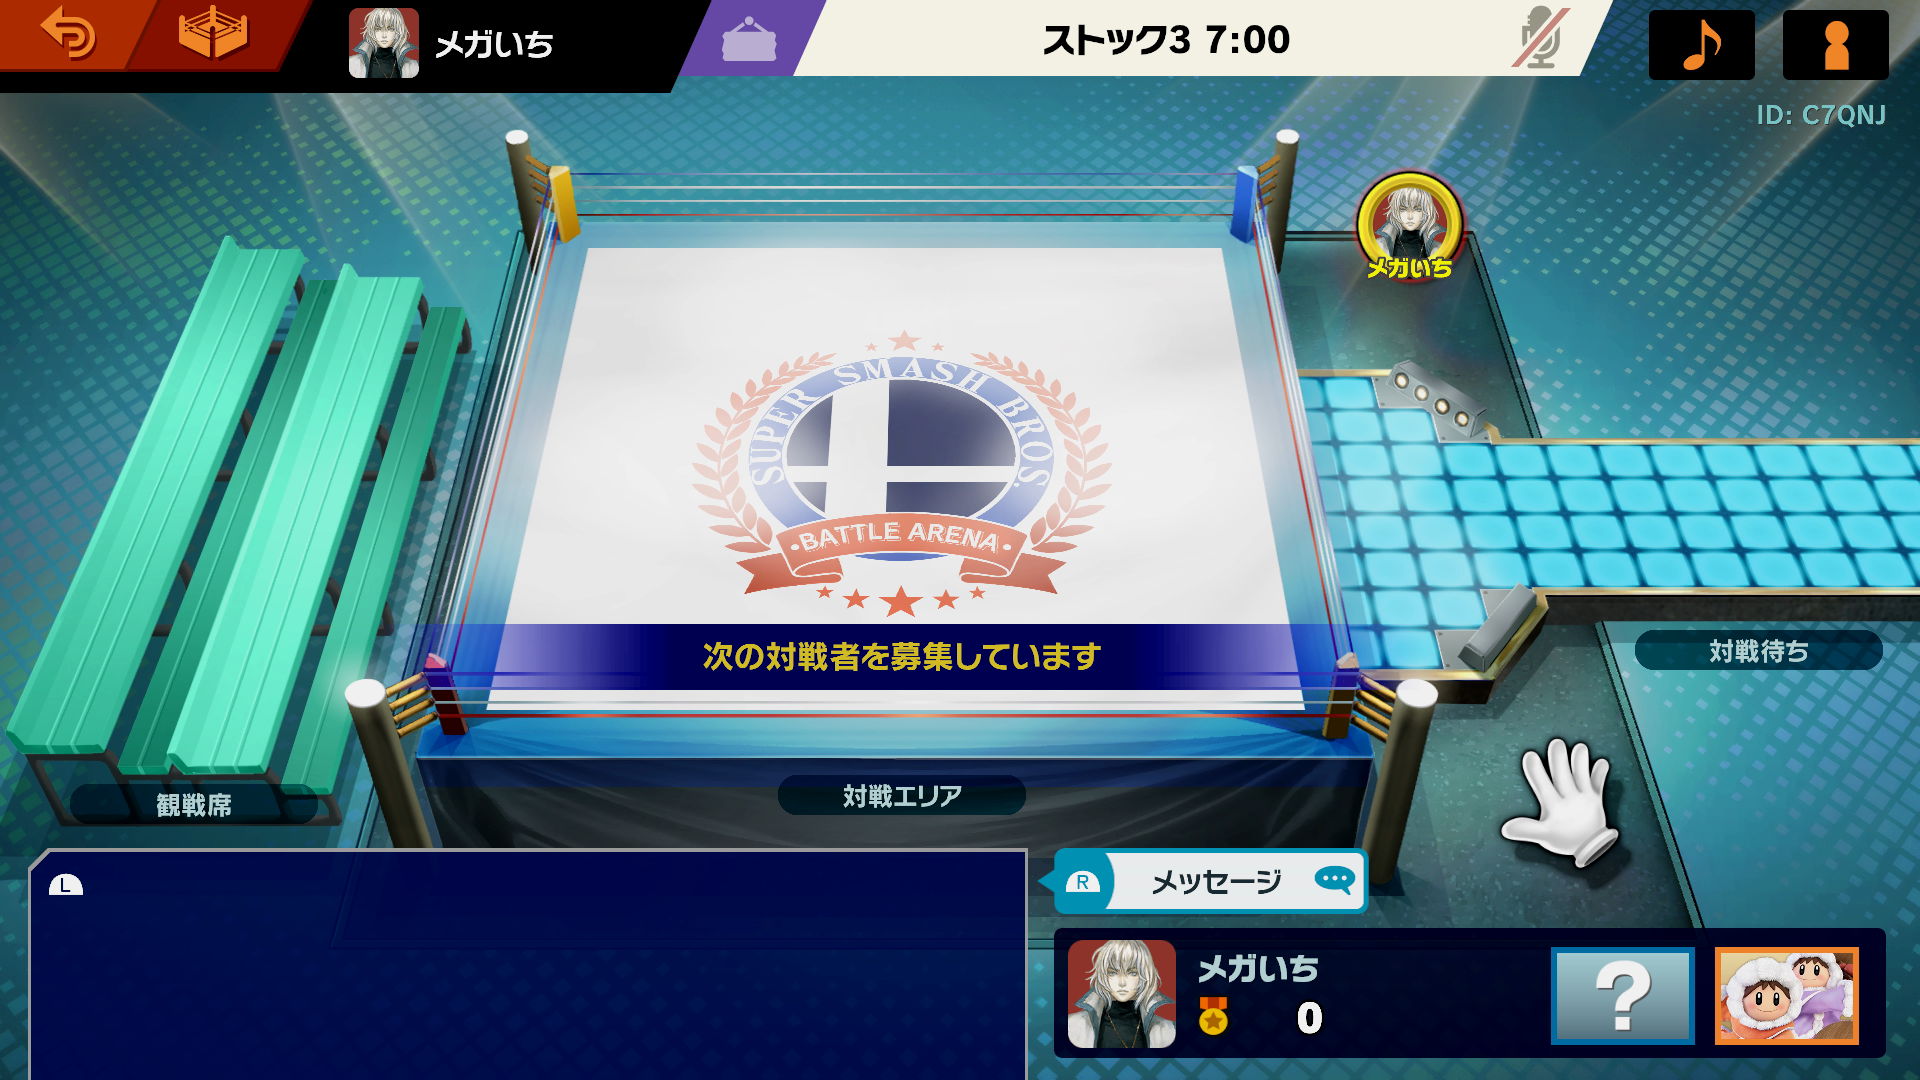 メガいち
ストック3 7:00
ID: C7QNJ
メガいち
SUPER SMASH BROS.
BATTLE ARENA
次の対戦者を募集しています
対戦待ち
観戦席
対戦エリア
L
R メッセージ
メガいち
?
0